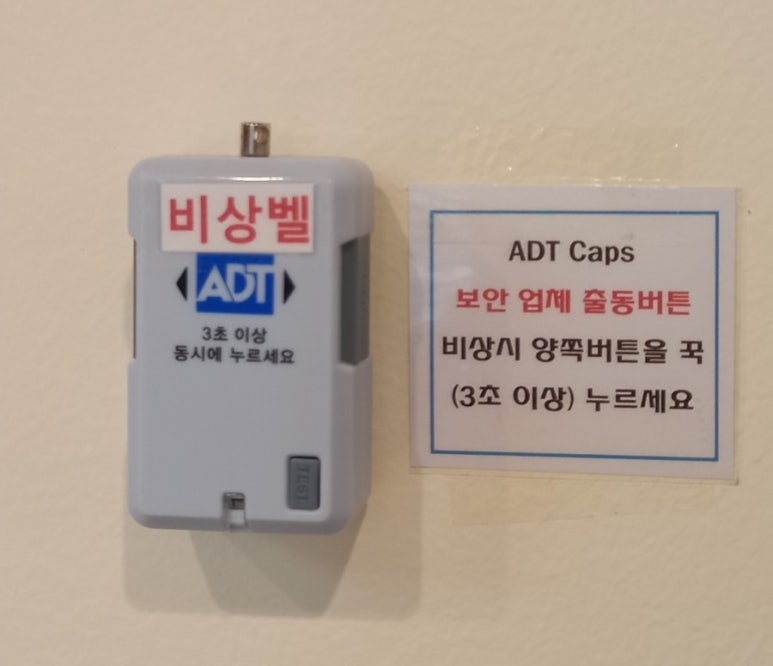 비상벨
ADT
3초 이상
동시에 누르세요
TEST
ADT Caps
보안 업체 출동버튼
비상시 양쪽버튼을 꾹
(3초 이상) 누르세요